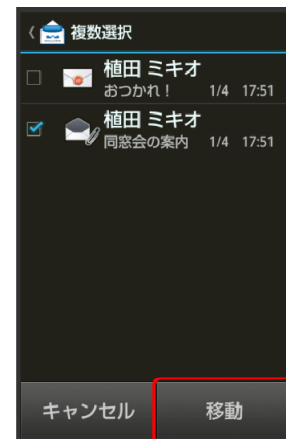 複数選択
植田 ミキオ
おつかれ！ 1/4 17:51
植田 ミキオ
同窓会の案内 1/4 17:51
キャンセル 移動